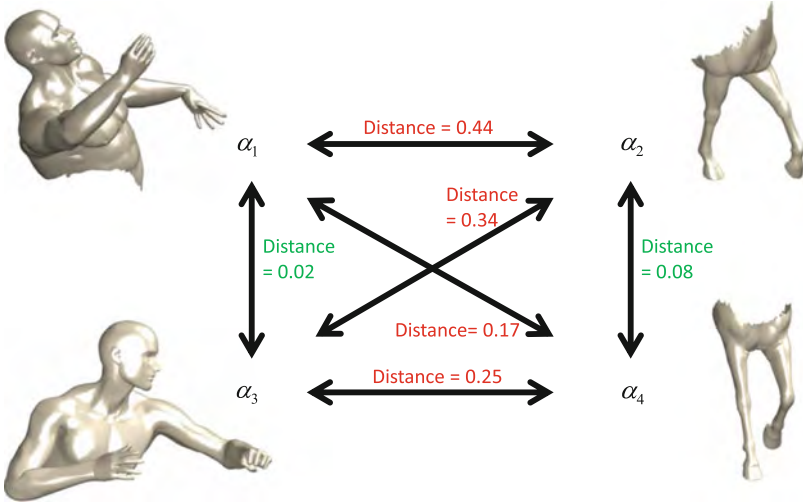 Distance = 0.44
α1
α2
Distance
= 0.34
Distance
= 0.02
Distance
= 0.08
Distance= 0.17
Distance = 0.25
α3
α4